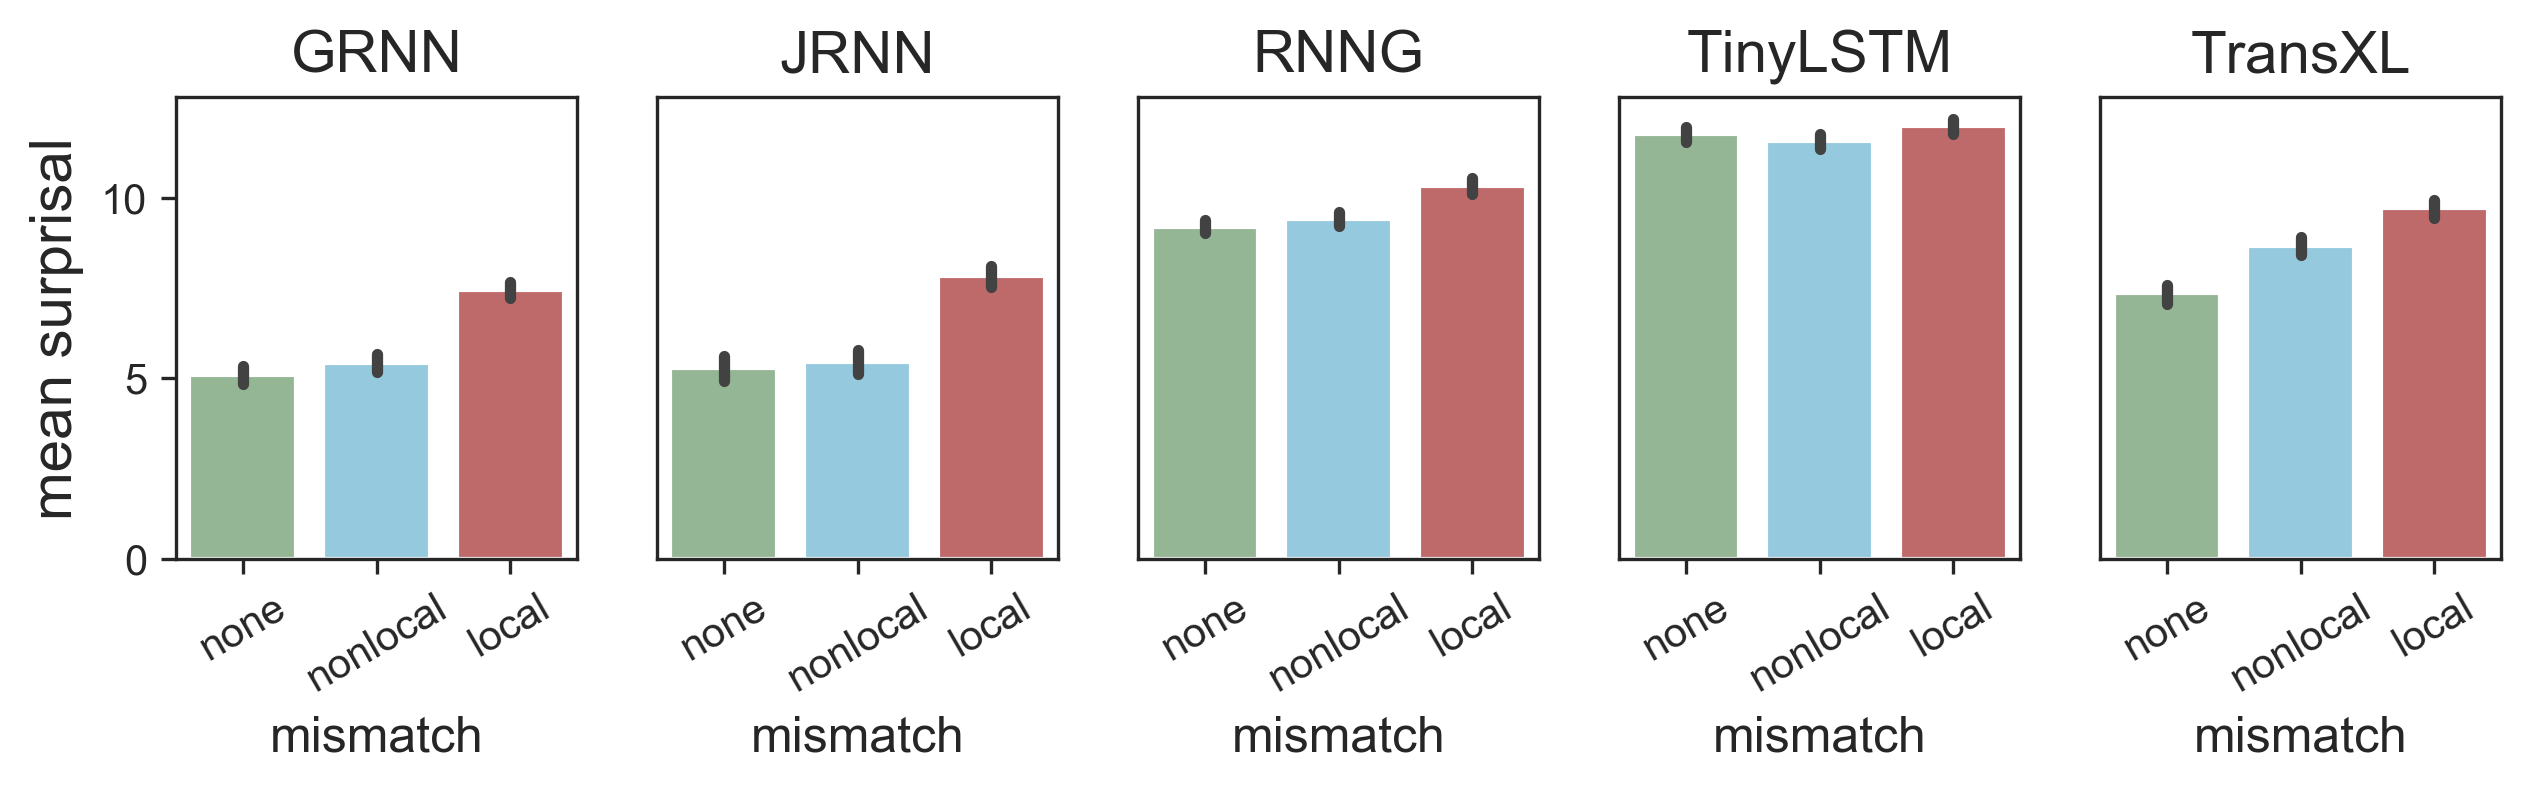 GRNN JRNN RNNG TinyLSTM TransXL
mean surprisal
10
5
0
none nonlocal local none nonlocal local none nonlocal local none nonlocal local none nonlocal local
mismatch mismatch mismatch mismatch mismatch